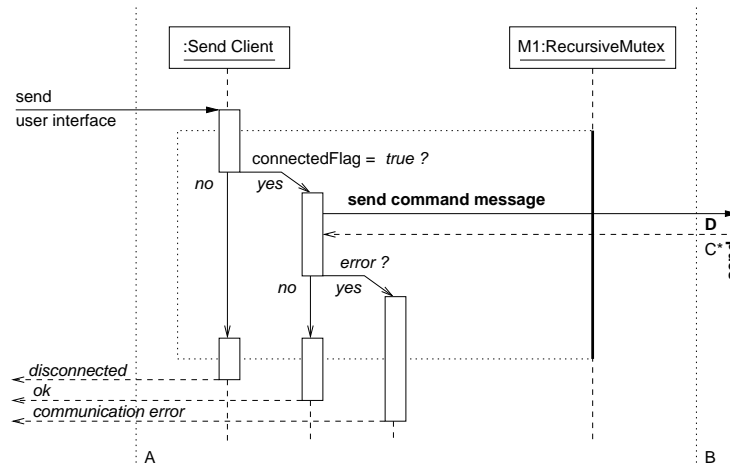 :Send Client
M1:RecursiveMutex
send
user interface
connectedFlag = true ?
no
yes
send command message
D
C*
error ?
no
yes
disconnected
ok
communication error
A
B